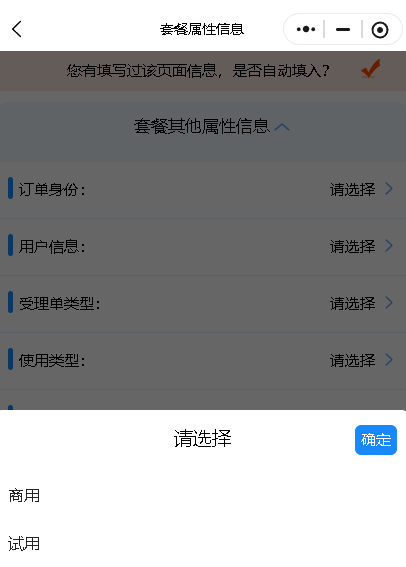 套餐属性信息
您有填写过该页面信息，是否自动填入？
套餐其他属性信息
订单身份： 请选择
用户信息： 请选择
受理单类型： 请选择
使用类型： 请选择
请选择 确定
商用
试用